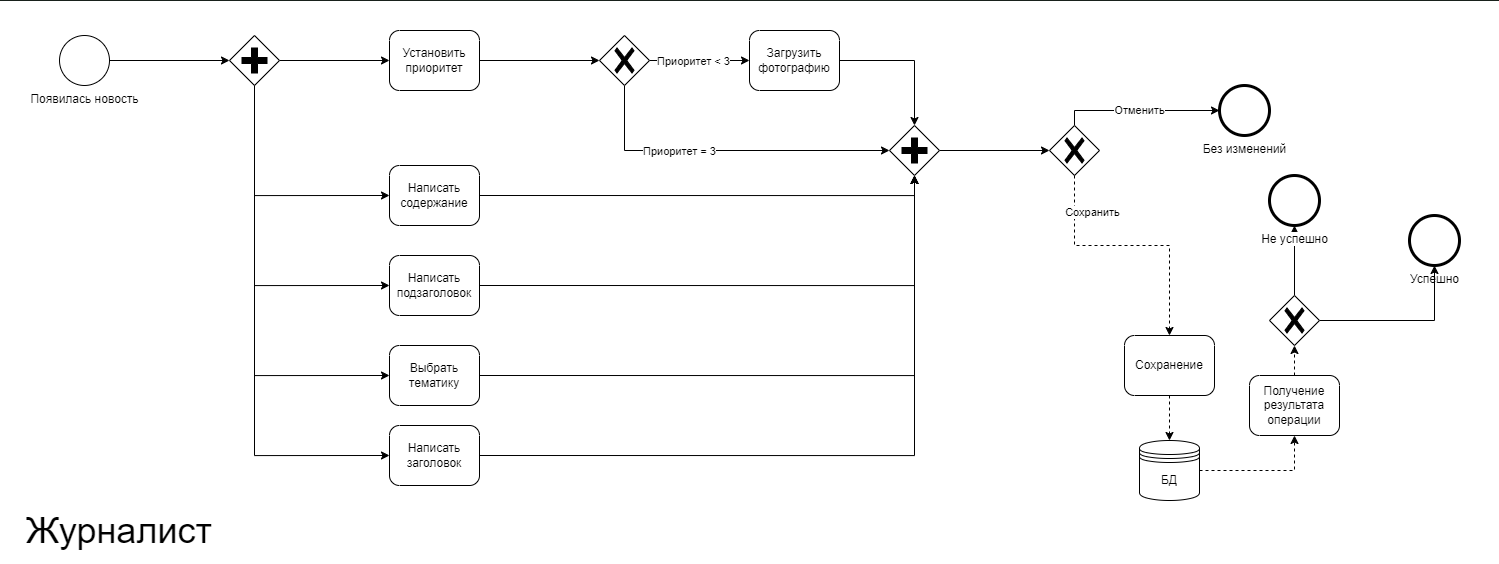 Появилась новость
Установить
приоритет
Приоритет < 3
Загрузить
фотографию
Приоритет = 3
Отменить
Без изменений
Написать
содержание
Сохранить
Не успешно
Успешно
Написать
подзаголовок
Выбрать
тематику
Сохранение
Получение
результата
операции
Написать
заголовок
БД
Журналист